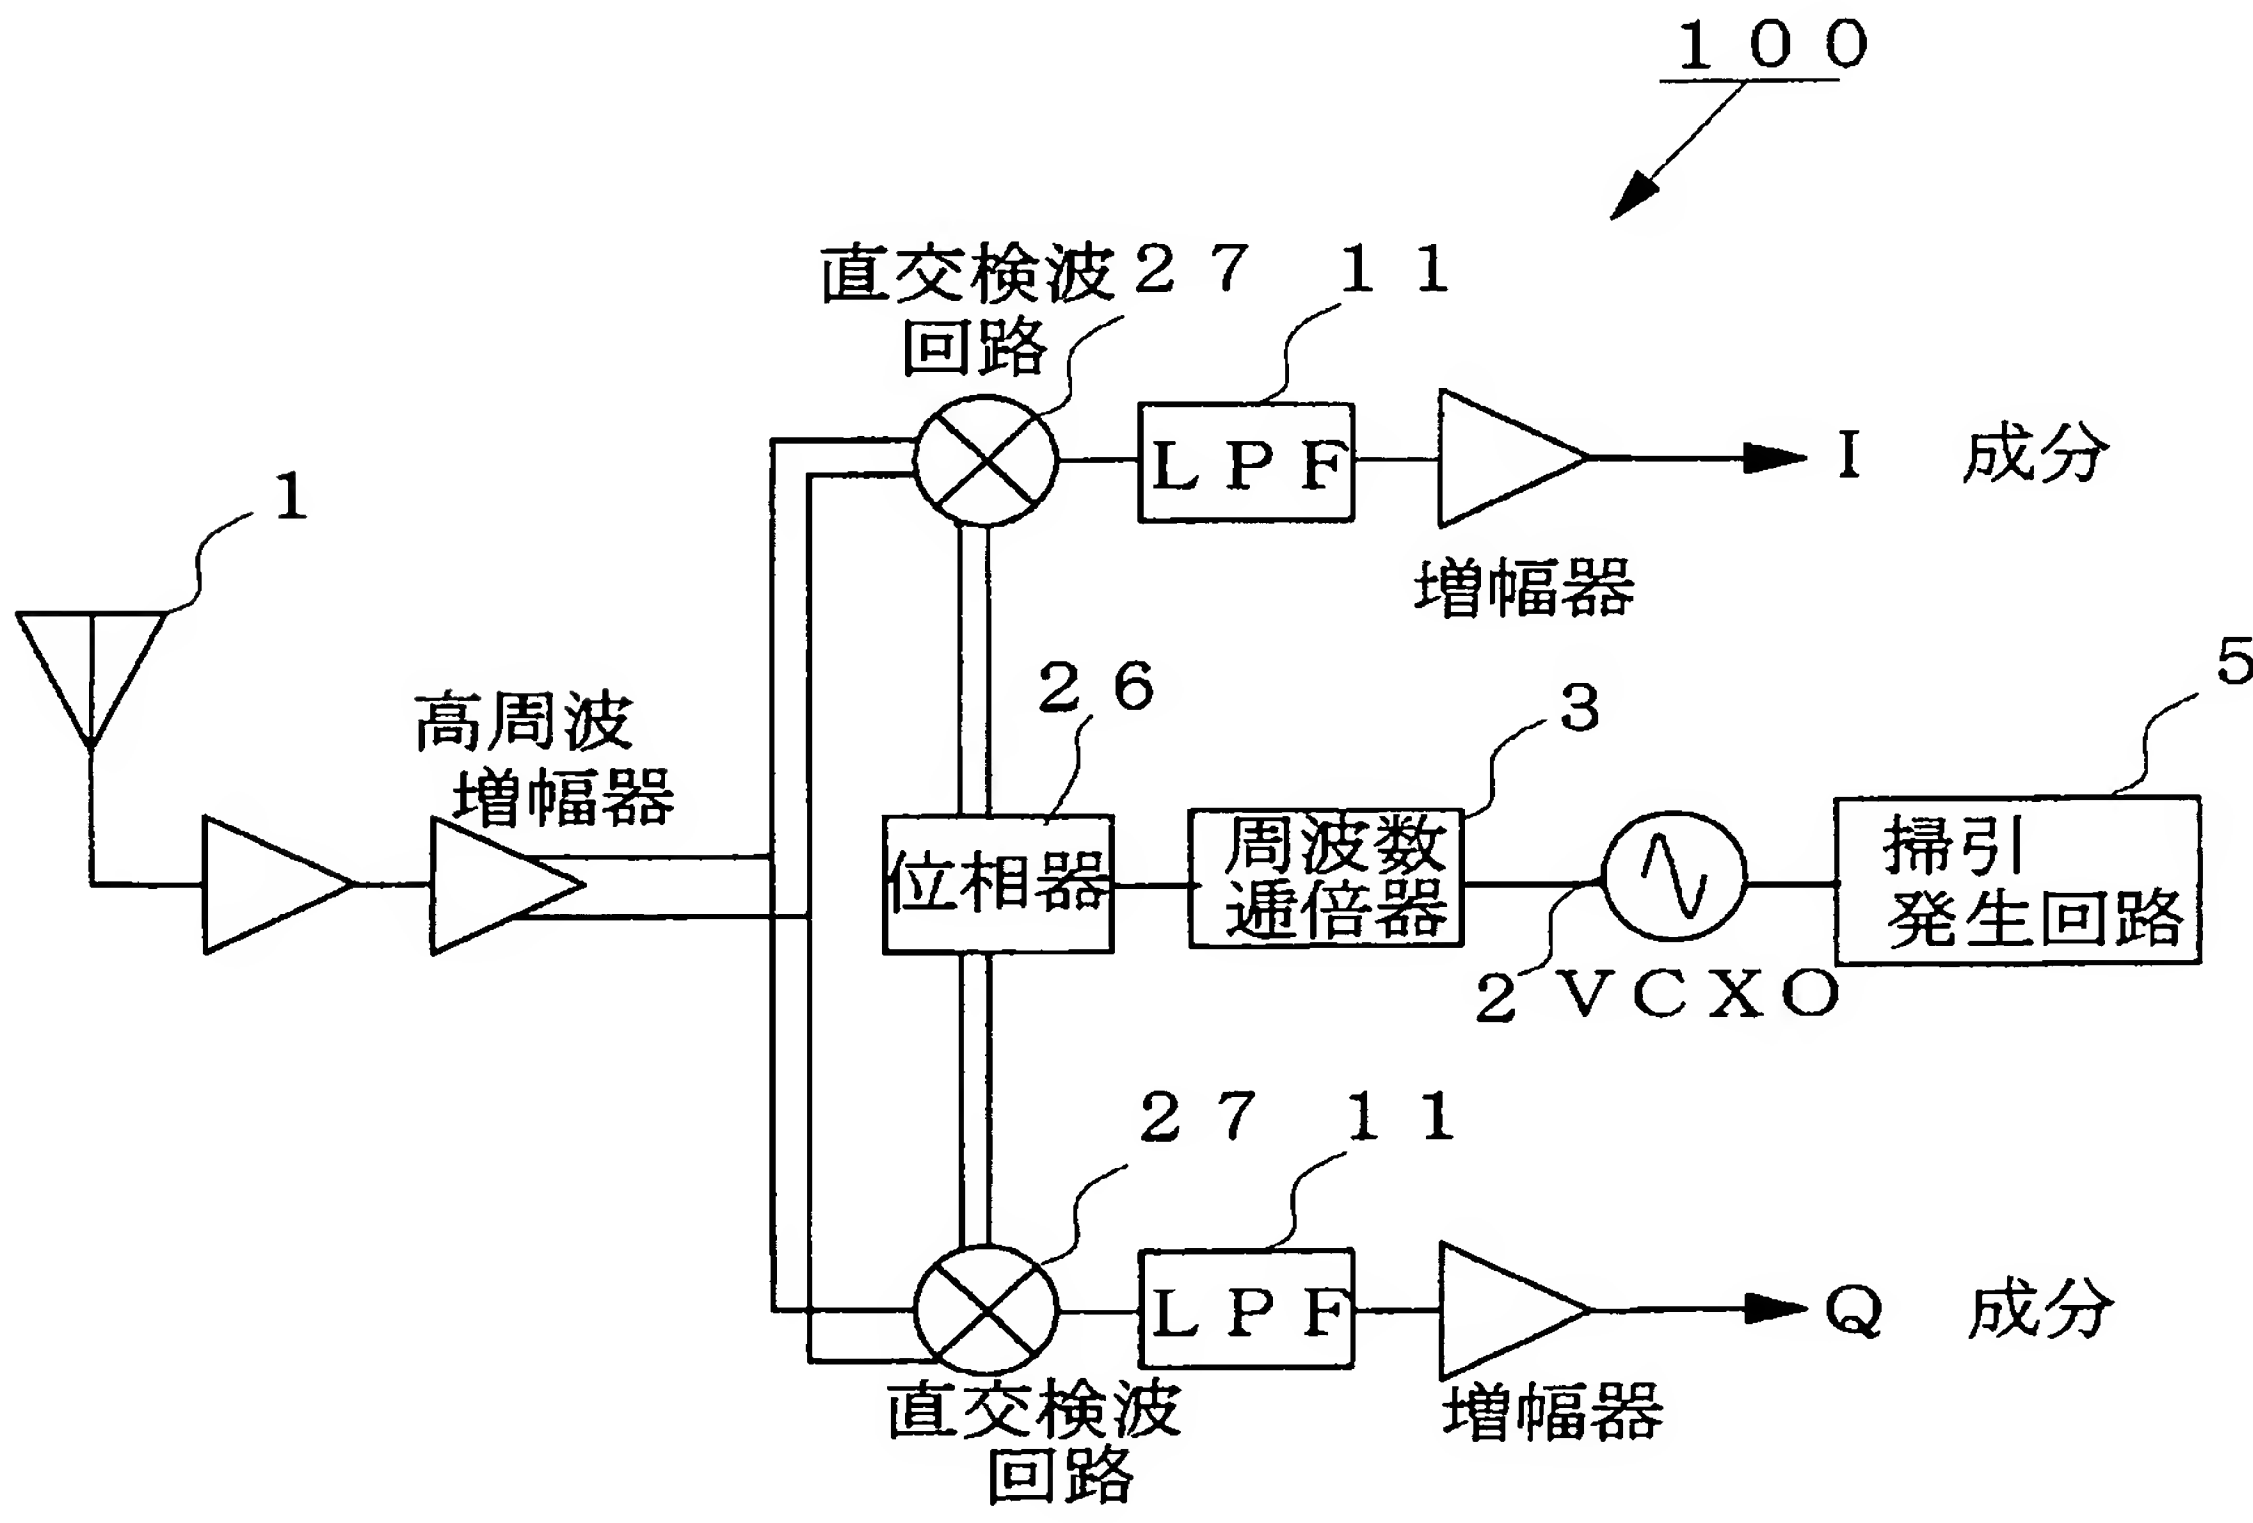 １００
直交検波２７
回路
１１
ＬＰＦ
Ｉ 成分
増幅器
１
高周波
増幅器
２６
位相器
３
周波数
逓倍器
２ＶＣＸＯ
５
掃引
発生回路
２７
１１
ＬＰＦ
Ｑ 成分
直交検波
回路
増幅器